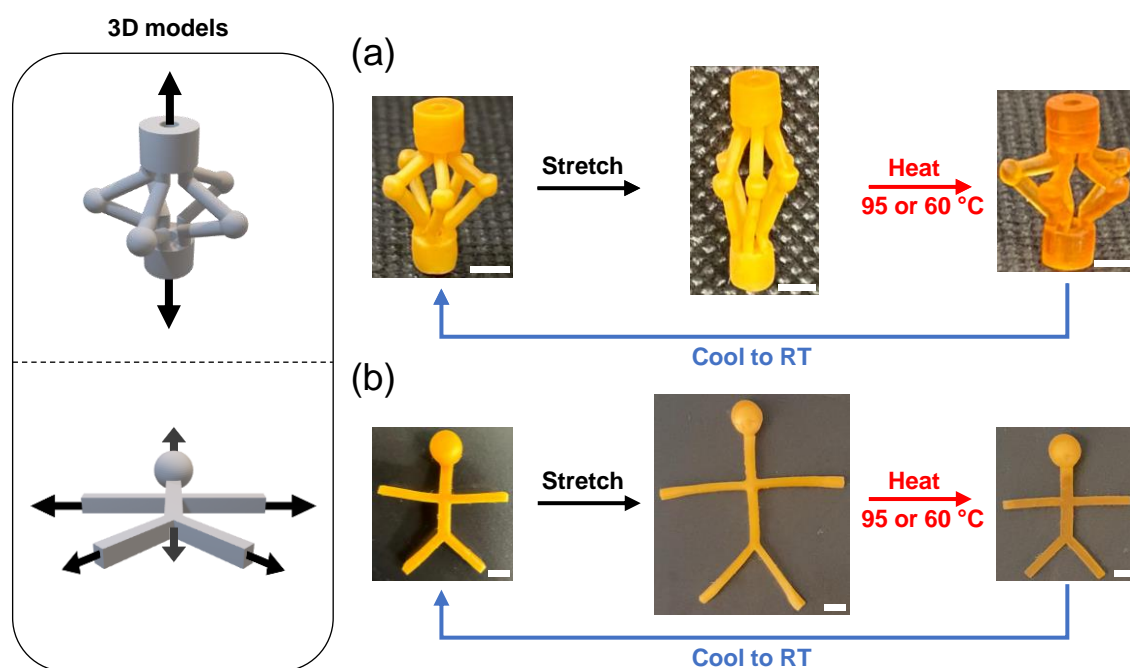 3D models
(a)
Stretch
Heat
95 or 60 °C
Cool to RT
(b)
Stretch
Heat
95 or 60 °C
Cool to RT